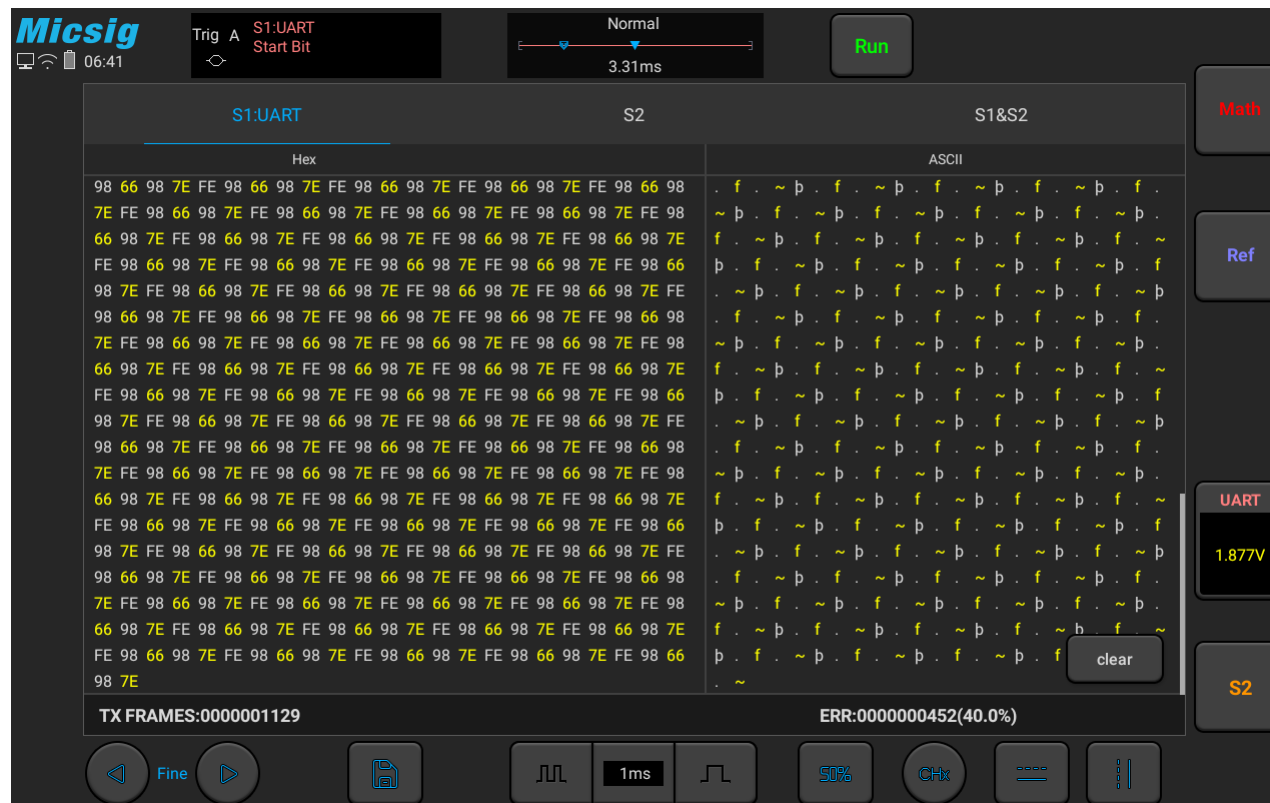 Micsig
06:41
Trig A S1:UART
Start Bit
Normal
3.31ms
Run
S1:UART S2 S1&S2
Hex ASCII
98 66 98 7E FE 98 66 98 7E FE 98 66 98 7E FE 98 66 98 7E FE 98 66 98 . f . ~ þ . f . ~ þ . f . ~ þ . f . ~ þ . f .
7E FE 98 66 98 7E FE 98 66 98 7E FE 98 66 98 7E FE 98 66 98 7E FE 98 ~ þ . f . ~ þ . f . ~ þ . f . ~ þ . f . ~ þ .
66 98 7E FE 98 66 98 7E FE 98 66 98 7E FE 98 66 98 7E FE 98 66 98 7E f . ~ þ . f . ~ þ . f . ~ þ . f . ~ þ . f . ~
FE 98 66 98 7E FE 98 66 98 7E FE 98 66 98 7E FE 98 66 98 7E FE 98 66 þ . f . ~ þ . f . ~ þ . f . ~ þ . f . ~ þ . f
98 7E FE 98 66 98 7E FE 98 66 98 7E FE 98 66 98 7E FE 98 66 98 7E FE . ~ þ . f . ~ þ . f . ~ þ . f . ~ þ . f . ~ þ
98 66 98 7E FE 98 66 98 7E FE 98 66 98 7E FE 98 66 98 7E FE 98 66 98 . f . ~ þ . f . ~ þ . f . ~ þ . f . ~ þ . f .
7E FE 98 66 98 7E FE 98 66 98 7E FE 98 66 98 7E FE 98 66 98 7E FE 98 ~ þ . f . ~ þ . f . ~ þ . f . ~ þ . f . ~ þ .
66 98 7E FE 98 66 98 7E FE 98 66 98 7E FE 98 66 98 7E FE 98 66 98 7E f . ~ þ . f . ~ þ . f . ~ þ . f . ~ þ . f . ~
FE 98 66 98 7E FE 98 66 98 7E FE 98 66 98 7E FE 98 66 98 7E FE 98 66 þ . f . ~ þ . f . ~ þ . f . ~ þ . f . ~ þ . f
98 7E FE 98 66 98 7E FE 98 66 98 7E FE 98 66 98 7E FE 98 66 98 7E FE . ~ þ . f . ~ þ . f . ~ þ . f . ~ þ . f . ~ þ
98 66 98 7E FE 98 66 98 7E FE 98 66 98 7E FE 98 66 98 7E FE 98 66 98 . f . ~ þ . f . ~ þ . f . ~ þ . f . ~ þ . f .
7E FE 98 66 98 7E FE 98 66 98 7E FE 98 66 98 7E FE 98 66 98 7E FE 98 ~ þ . f . ~ þ . f . ~ þ . f . ~ þ . f . ~ þ .
66 98 7E FE 98 66 98 7E FE 98 66 98 7E FE 98 66 98 7E FE 98 66 98 7E f . ~ þ . f . ~ þ . f . ~ þ . f . ~ þ . f . ~
FE 98 66 98 7E FE 98 66 98 7E FE 98 66 98 7E FE 98 66 98 7E FE 98 66 þ . f . ~ þ . f . ~ þ . f . ~ þ . f . ~ þ . f
98 7E FE 98 66 98 7E FE 98 66 98 7E FE 98 66 98 7E FE 98 66 98 7E FE . ~ þ . f . ~ þ . f . ~ þ . f . ~ þ . f . ~ þ
98 66 98 7E FE 98 66 98 7E FE 98 66 98 7E FE 98 66 98 7E FE 98 66 98 . f . ~ þ . f . ~ þ . f . ~ þ . f . ~ þ . f .
7E FE 98 66 98 7E FE 98 66 98 7E FE 98 66 98 7E FE 98 66 98 7E FE 98 ~ þ . f . ~ þ . f . ~ þ . f . ~ þ . f . ~ þ .
66 98 7E FE 98 66 98 7E FE 98 66 98 7E FE 98 66 98 7E FE 98 66 98 7E f . ~ þ . f . ~ þ . f . ~ þ . f . ~ þ . f . ~
FE 98 66 98 7E FE 98 66 98 7E FE 98 66 98 7E FE 98 66 98 7E FE 98 66 þ . f . ~ þ . f . ~ þ . f . ~ þ . f
98 7E . ~
clear
TX FRAMES:0000001129 ERR:0000000452(40.0%)
Math
Ref
UART
1.877V
S2
Fine
1ms
50%
CHx